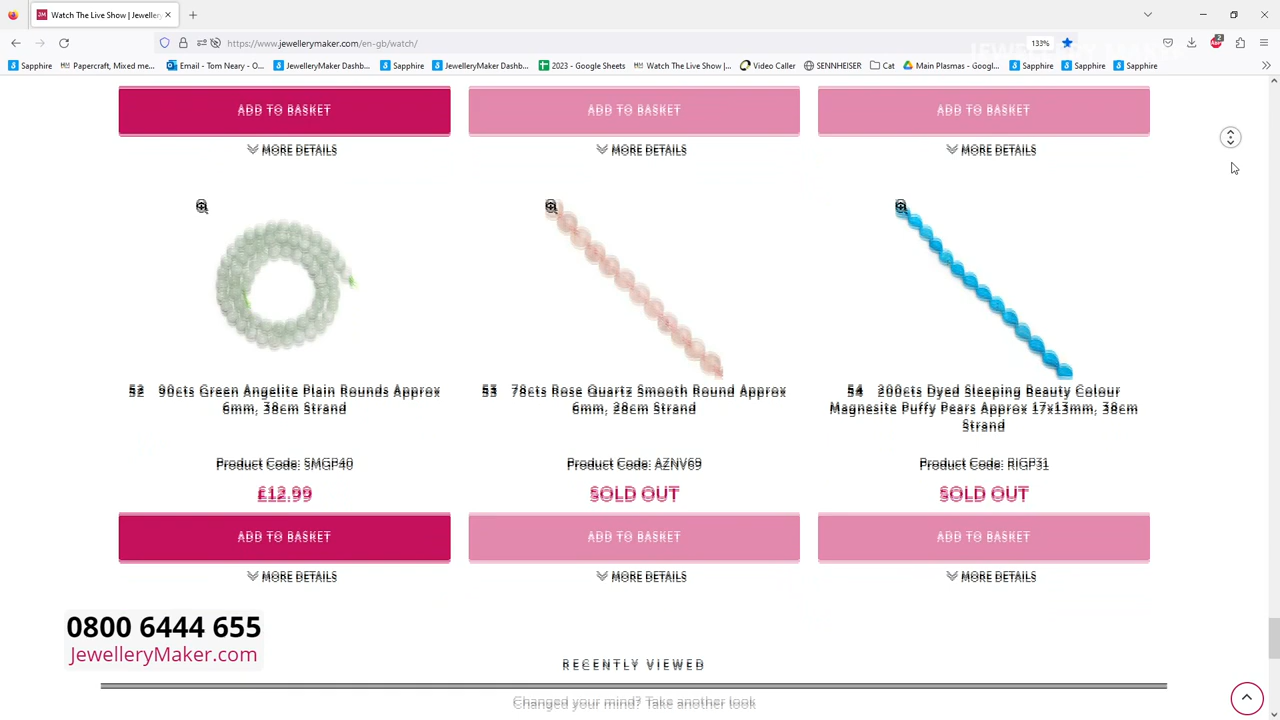 Watch The Live Show | Jeweller
https://www.jewellerymaker.com/en-gb/watch/
133%
2
Sapphire
Papercraft, Mixed me...
Email - Tom Neary - O...
JewelleryMaker Dashb...
Sapphire
JewelleryMaker Dashb...
2023 - Google Sheets
Watch The Live Show |...
Video Caller
SENNHEISER
Cat
Main Plasmas - Googl...
Sapphire
Sapphire
Sapphire
ADD TO BASKET
ADD TO BASKET
ADD TO BASKET
MORE DETAILS
MORE DETAILS
MORE DETAILS
52 90cts Green Angelite Plain Rounds Approx
6mm, 38cm Strand
Product Code: SMGP40
£12.99
ADD TO BASKET
MORE DETAILS
53 78cts Rose Quartz Smooth Round Approx
6mm, 28cm Strand
Product Code: AZNV69
SOLD OUT
ADD TO BASKET
MORE DETAILS
54 200cts Dyed Sleeping Beauty Colour
Magnesite Puffy Pears Approx 17x13mm, 38cm
Strand
Product Code: RIGP31
SOLD OUT
ADD TO BASKET
MORE DETAILS
0800 6444 655
JewelleryMaker.com
RECENTLY VIEWED
Changed your mind? Take another look